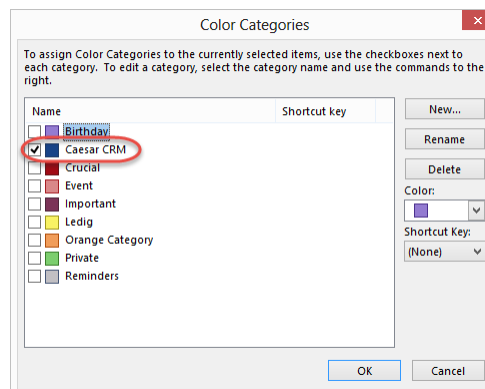 Color Categories
To assign Color Categories to the currently selected items, use the checkboxes next to
each category. To edit a category, select the category name and use the commands to the
right.
Name Shortcut key
Birthday
Caesar CRM
Crucial
Event
Important
Ledig
Orange Category
Private
Reminders
New...
Rename
Delete
Color:
Shortcut Key:
(None)
OK Cancel